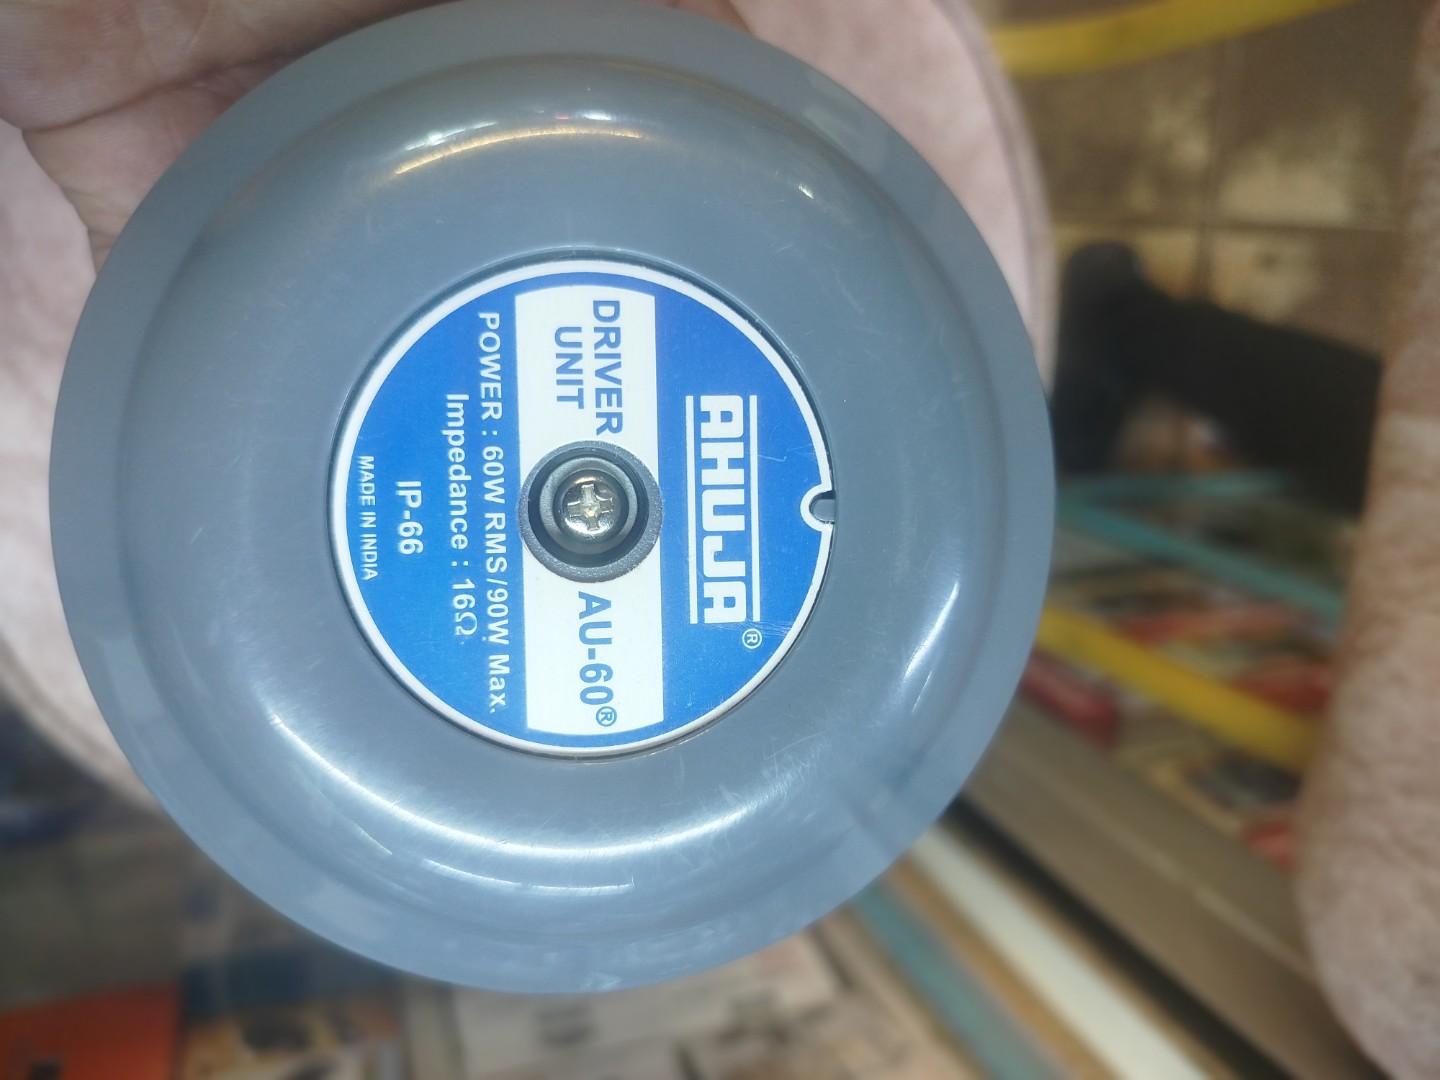 AHUJA®
DRIVER UNIT AU-60®
POWER : 60W RMS/90W Max.
Impedance : 16Ω
IP-66
MADE IN INDIA